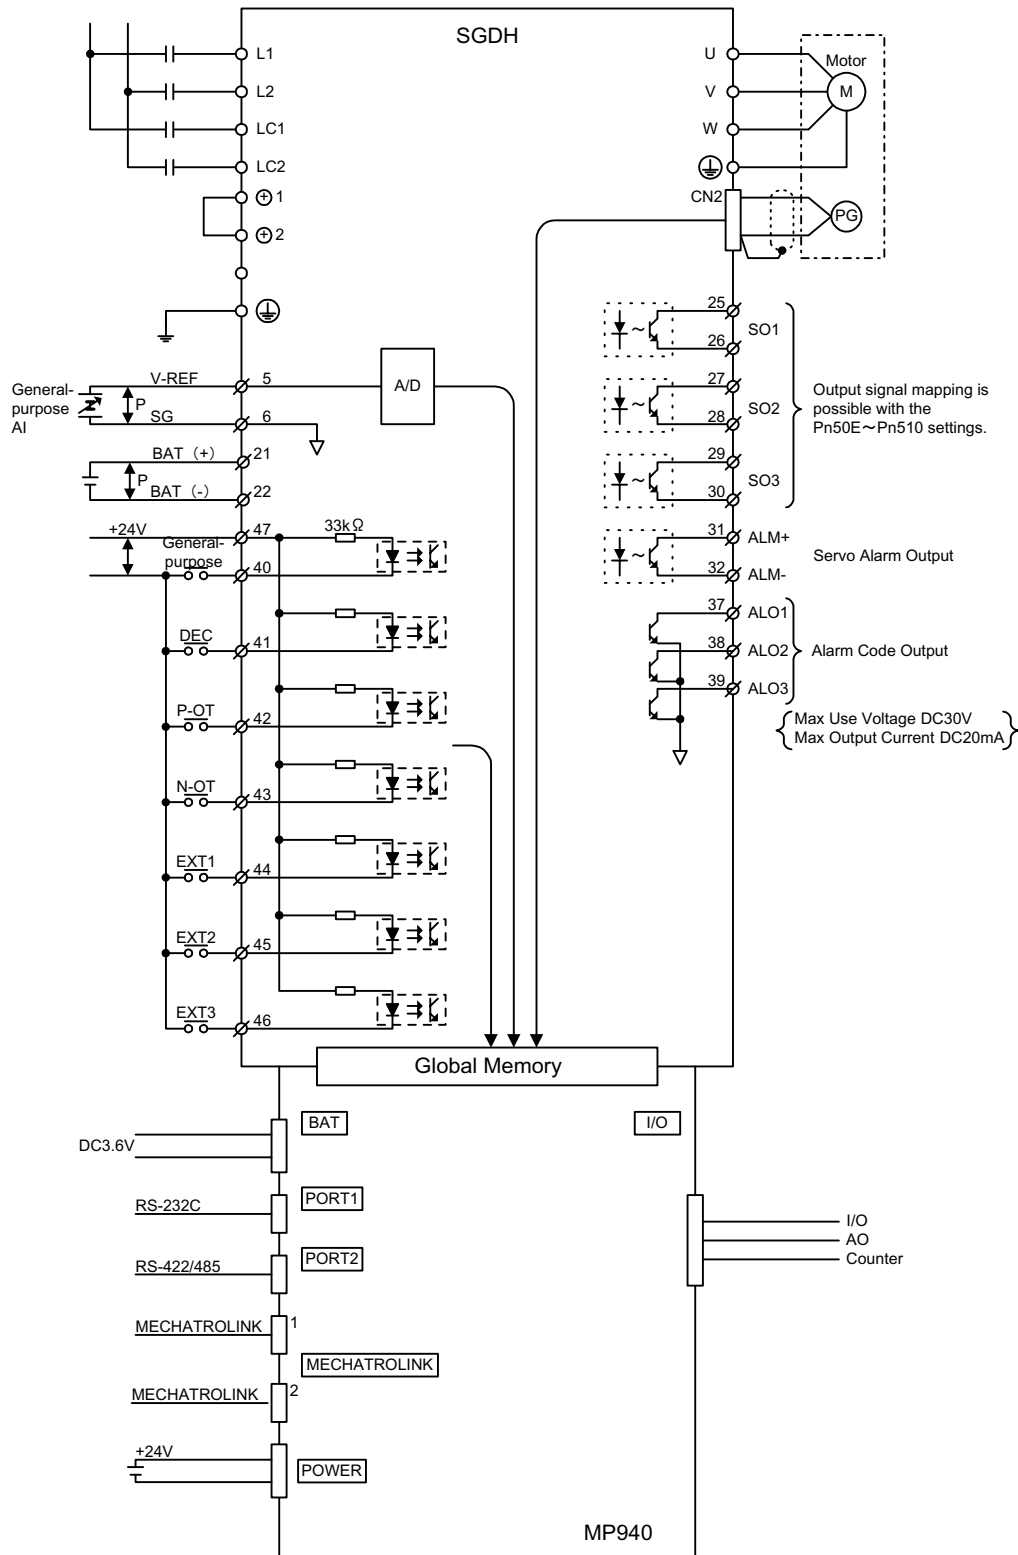 SGDH
L1
L2
LC1
LC2
+ 1
+ 2
U
V
W
Motor
M
CN2
PG
General-
purpose
AI
V-REF
5
P
SG
6
A/D
BAT (+)
21
P
BAT (-)
22
+24V
47
33kΩ
General-
purpose
40
DEC
41
P-OT
42
N-OT
43
EXT1
44
EXT2
45
EXT3
46
25
SO1
26
27
SO2
28
29
SO3
30
Output signal mapping is
possible with the
Pn50E~Pn510 settings.
31
ALM+
32
ALM-
Servo Alarm Output
37
ALO1
38
ALO2
39
ALO3
Alarm Code Output
Max Use Voltage DC30V
Max Output Current DC20mA
Global Memory
BAT
DC3.6V
I/O
PORT1
RS-232C
PORT2
RS-422/485
I/O
AO
Counter
MECHATROLINK
1
MECHATROLINK
MECHATROLINK
2
+24V
POWER
MP940